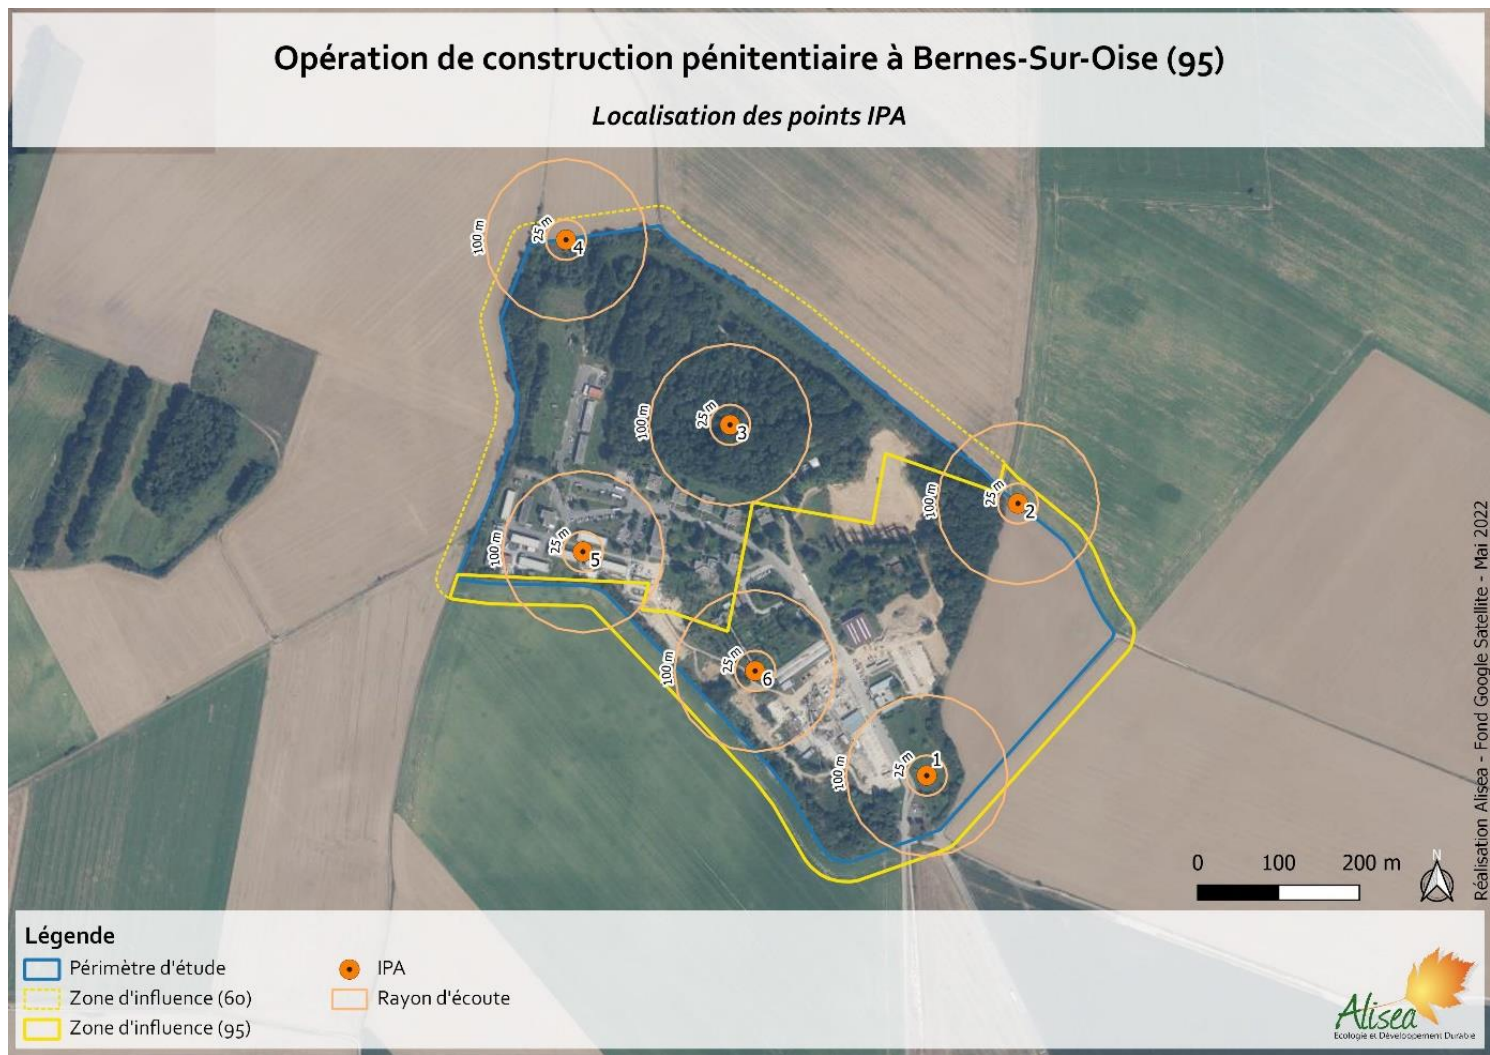 Opération de construction pénitentiaire à Bernes-Sur-Oise (95)
Localisation des points IPA
100 m
25 m
4
100 m
25 m
3
100 m
25 m
2
100 m
25 m
5
100 m
25 m
6
100 m
25 m
1
0 100 200 m
N
Réalisation Alisea - Fond Google Satellite - Mai 2022
Légende
Périmètre d'étude
Zone d'influence (60)
Zone d'influence (95)
IPA
Rayon d'écoute
Alisea
Ecologie et Développement Durable